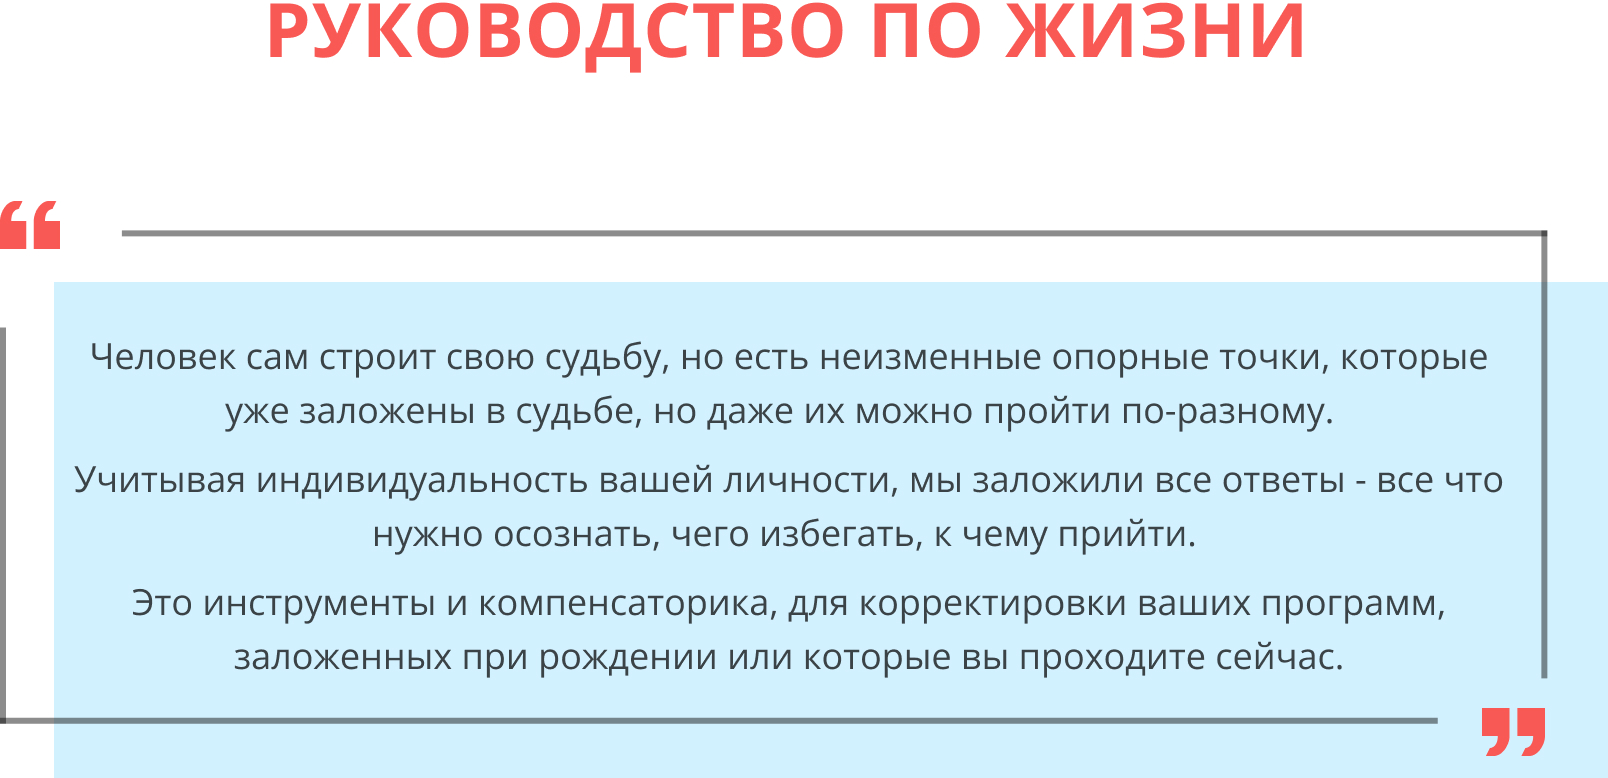 РУКОВОДСТВО ПО ЖИЗНИ
Человек сам строит свою судьбу, но есть неизменные опорные точки, которые
уже заложены в судьбе, но даже их можно пройти по-разному.
Учитывая индивидуальность вашей личности, мы заложили все ответы - все что
нужно осознать, чего избегать, к чему прийти.
Это инструменты и компенсаторика, для корректировки ваших программ,
заложенных при рождении или которые вы проходите сейчас.